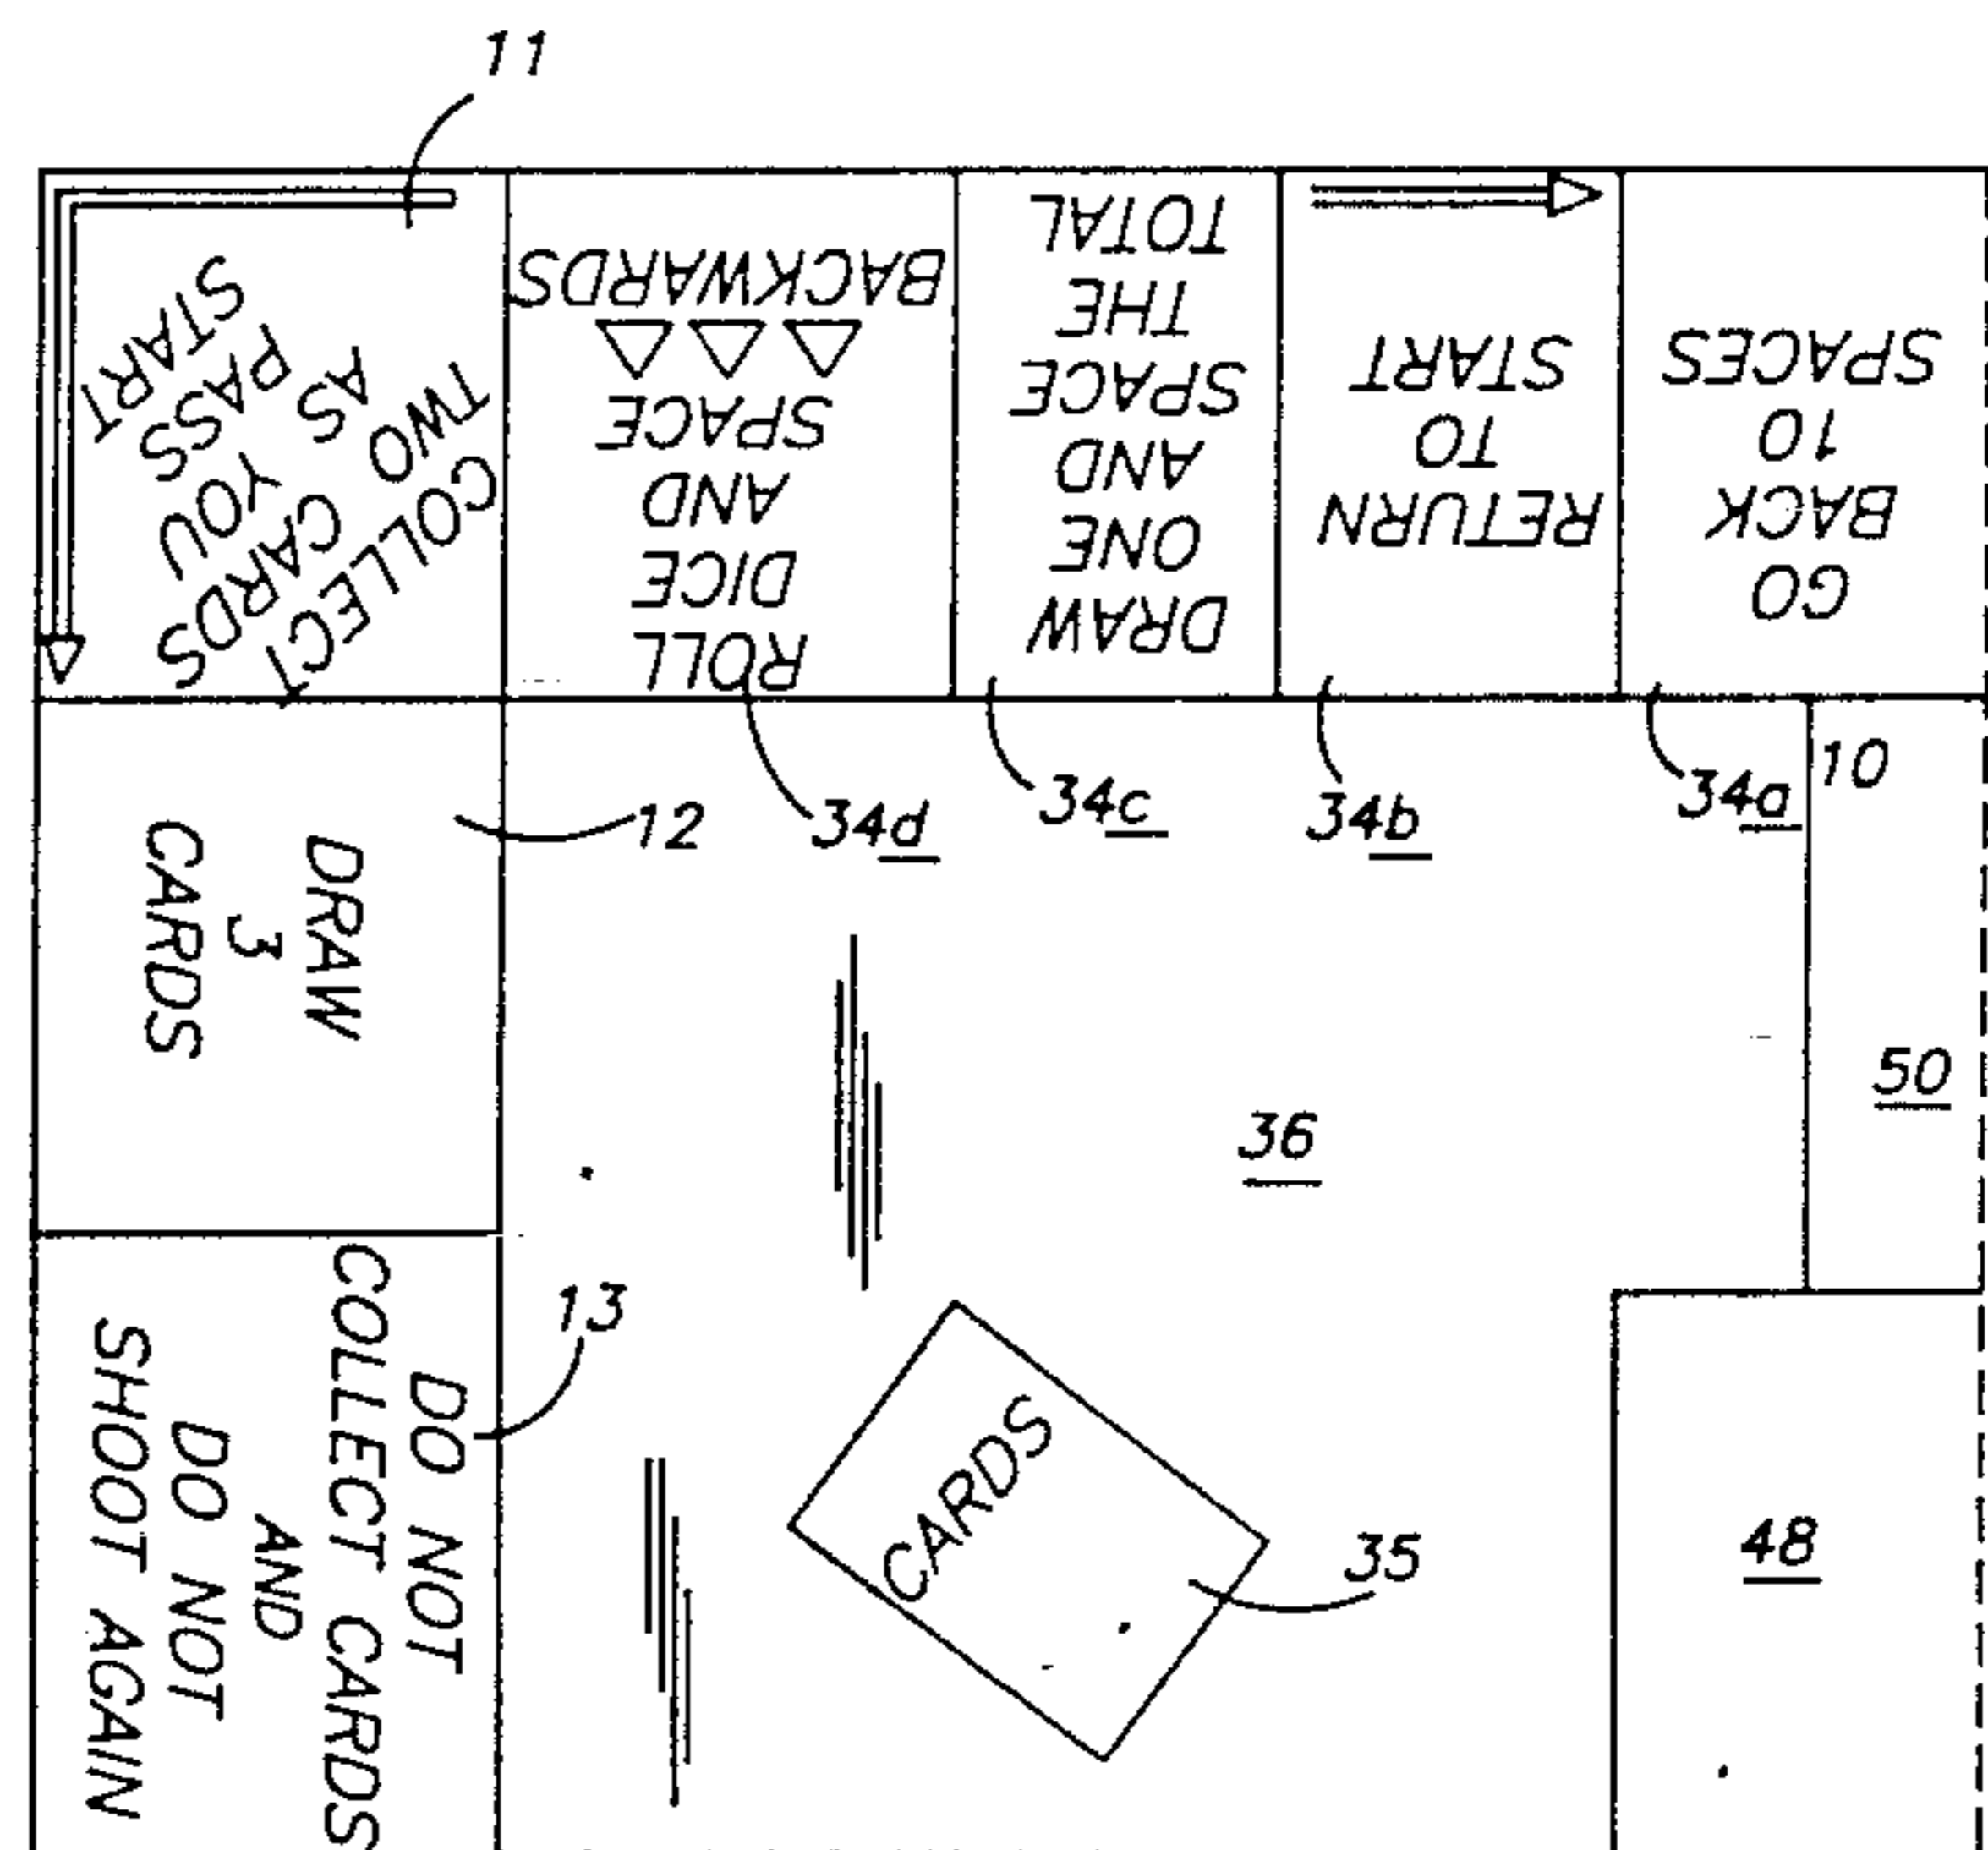 11
COLLECT
TWO CARDS
AS YOU
PASS
START
ROLL
DICE
AND
SPACE
BACKWARDS
DRAW
ONE
AND
SPACE
THE
TOTAL
RETURN
TO
START
GO
BACK
10
SPACES
34d
34c
34b
34a
10
12
DRAW
3
CARDS
50
36
13
DO NOT
COLLECT CARDS
AND
DO NOT
SHOOT AGAIN
CARDS
35
48